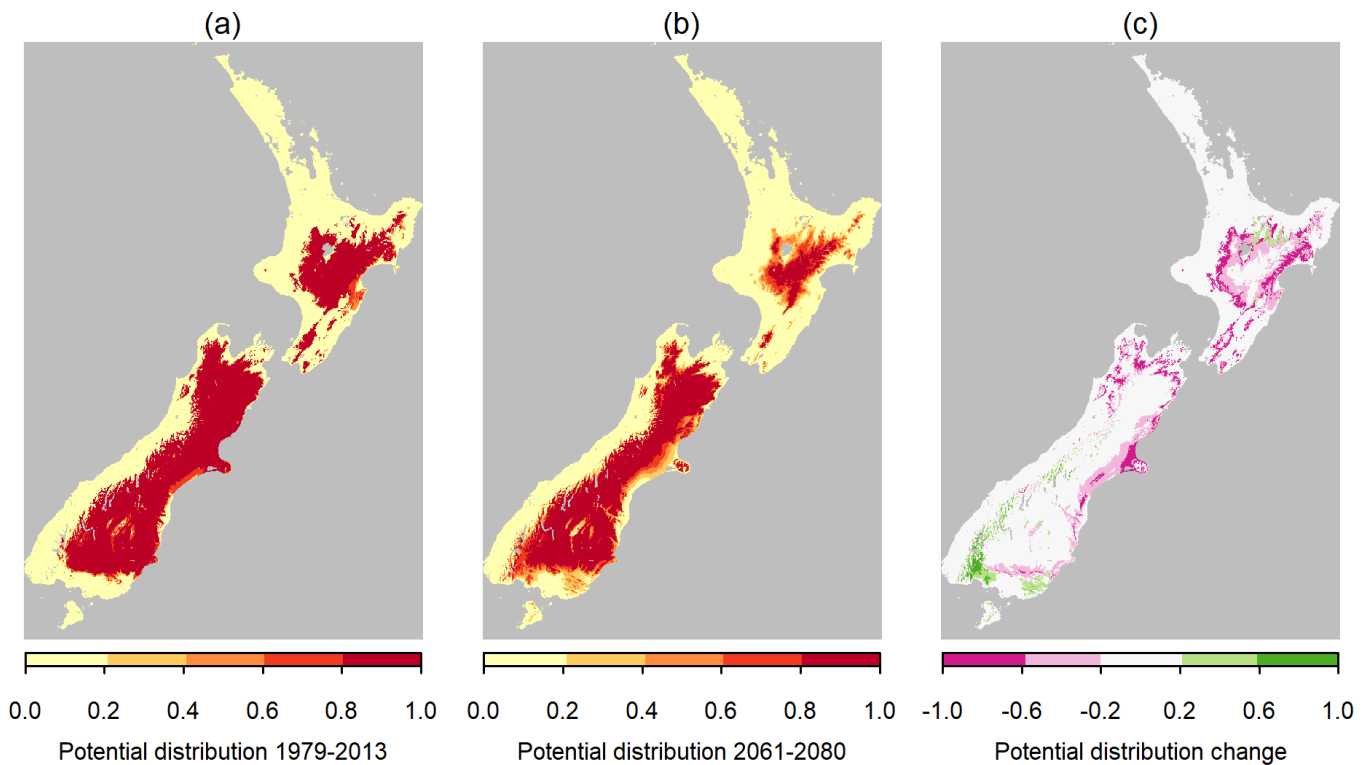 (a) (b) (c)
0.0 0.2 0.4 0.6 0.8 1.0 0.0 0.2 0.4 0.6 0.8 1.0 -1.0 -0.6 -0.2 0.2 0.6 1.0
Potential distribution 1979-2013 Potential distribution 2061-2080 Potential distribution change